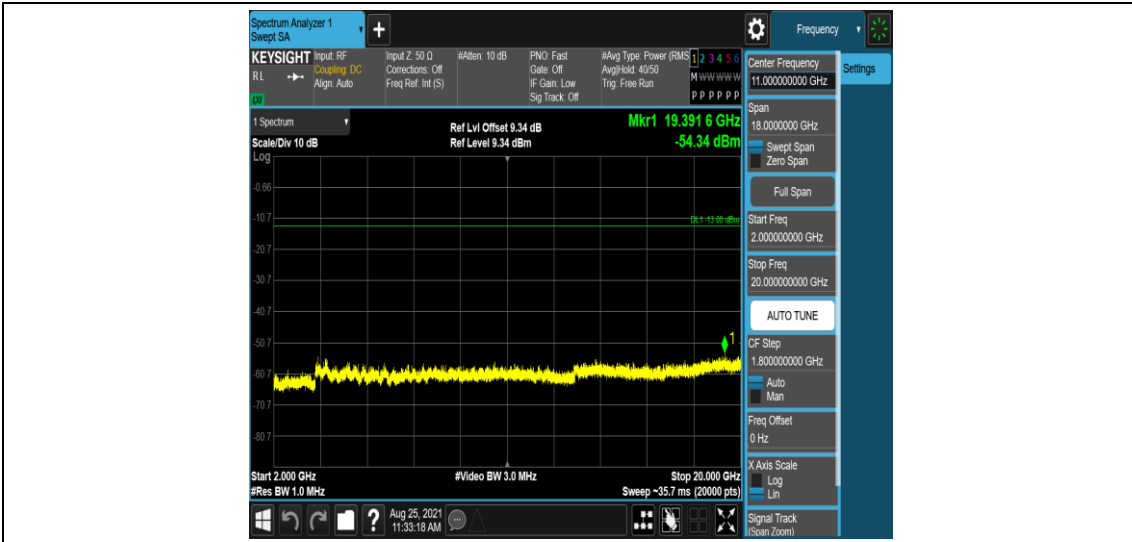 Spectrum Analyzer 1
Swept SA
+
Frequency
KEYSIGHT
RL
LXI
Input: RF
Coupling: DC
Align: Auto
Input Z: 50 Ω
Corrections: Off
Freq Ref: Int (S)
#Atten: 10 dB
PNO: Fast
Gate: Off
IF Gain: Low
Sig Track: Off
#Avg Type: Power (RMS
Avg|Hold: 40/50
Trig: Free Run
1 2 3 4 5 6
M W W W W W
P P P P P P
1 Spectrum
Scale/Div 10 dB
Log
Ref Lvl Offset 9.34 dB
Ref Level 9.34 dBm
Mkr1 19.391 6 GHz
-54.34 dBm
-0.66
-10.7
DL1 -13.00 dBm
-20.7
-30.7
-40.7
-50.7
1
-60.7
-70.7
-80.7
Start 2.000 GHz
#Res BW 1.0 MHz
#Video BW 3.0 MHz
Stop 20.000 GHz
Sweep ~35.7 ms (20000 pts)
?
Aug 25, 2021
11:33:18 AM
Center Frequency
11.000000000 GHz
Settings
Span
18.0000000 GHz
Swept Span
Zero Span
Full Span
Start Freq
2.000000000 GHz
Stop Freq
20.000000000 GHz
AUTO TUNE
CF Step
1.800000000 GHz
Auto
Man
Freq Offset
0 Hz
X Axis Scale
Log
Lin
Signal Track
(Span Zoom)